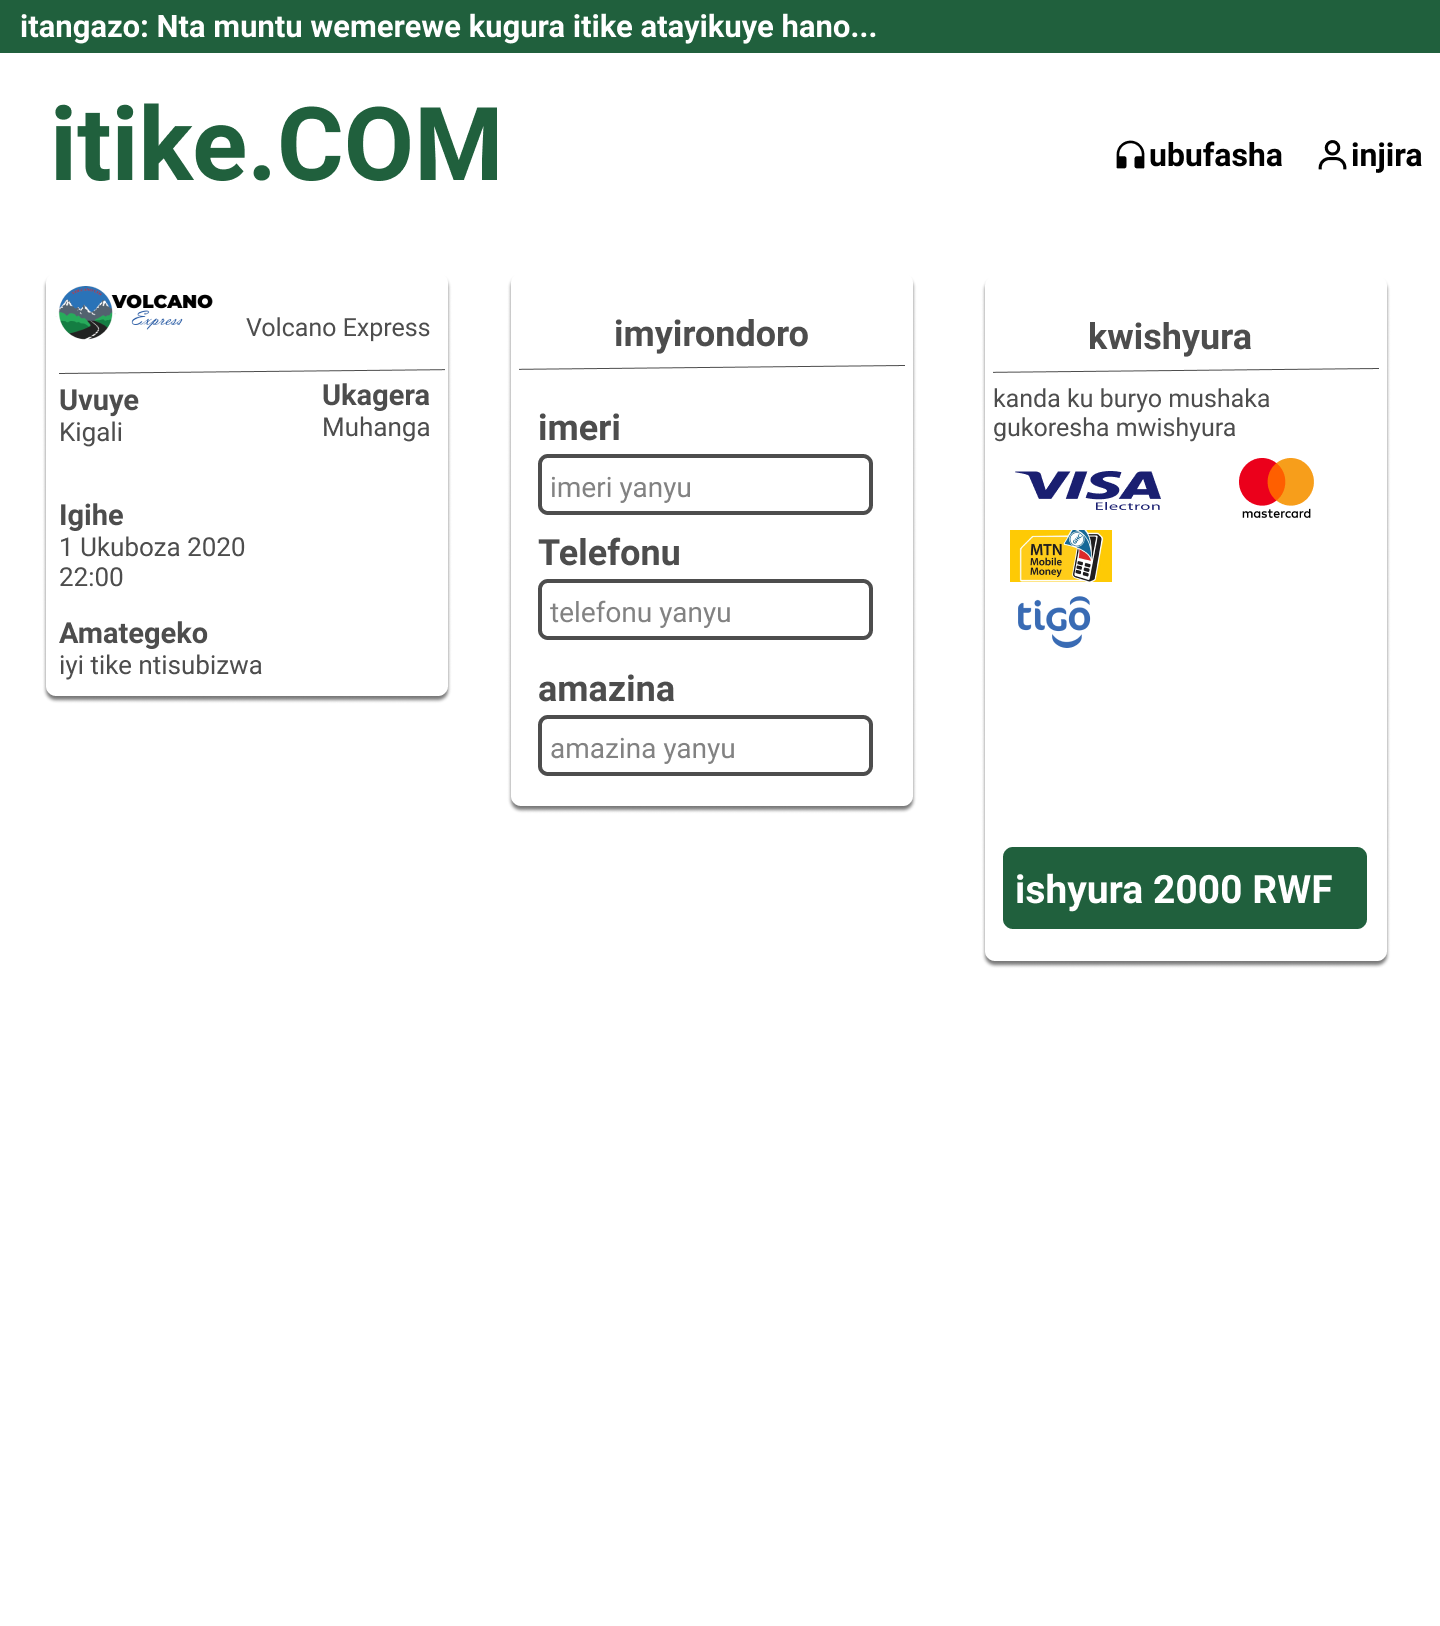 itangazo: Nta muntu wemerewe kugura itike atayikuye hano...
itike.COM
ubufasha
injira
VOLCANO
Express
Volcano Express
Uvuye
Kigali
Ukagera
Muhanga
Igihe
1 Ukuboza 2020
22:00
Amategeko
iyi tike ntisubizwa
imyirondoro
imeri
imeri yanyu
Telefonu
telefonu yanyu
amazina
amazina yanyu
kwishyura
kanda ku buryo mushaka
gukoresha mwishyura
VISA
Electron
mastercard
MTN
Mobile
Money
tigo
ishyura 2000 RWF